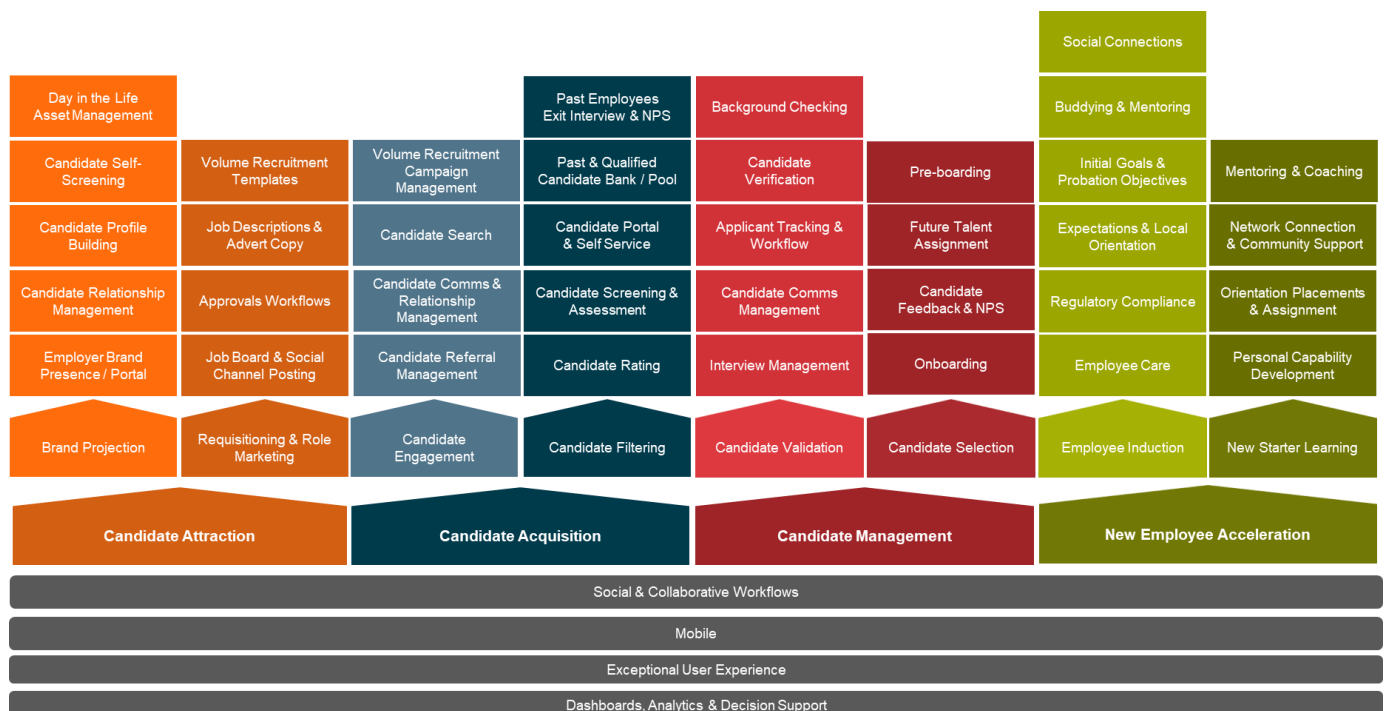 Social Connections
Day in the Life
Asset Management
Past Employees
Exit Interview & NPS
Background Checking
Buddying & Mentoring
Candidate Self-
Screening
Volume Recruitment
Templates
Volume Recruitment
Campaign
Management
Past & Qualified
Candidate Bank / Pool
Candidate
Verification
Pre-boarding
Initial Goals &
Probation Objectives
Mentoring & Coaching
Candidate Profile
Building
Job Descriptions &
Advert Copy
Candidate Search
Candidate Portal
& Self Service
Applicant Tracking &
Workflow
Future Talent
Assignment
Expectations & Local
Orientation
Network Connection
& Community Support
Candidate Relationship
Management
Approvals Workflows
Candidate Comms &
Relationship
Management
Candidate Screening &
Assessment
Candidate Comms
Management
Candidate
Feedback & NPS
Regulatory Compliance
Orientation Placements
& Assignment
Employer Brand
Presence / Portal
Job Board & Social
Channel Posting
Candidate Referral
Management
Candidate Rating
Interview Management
Onboarding
Employee Care
Personal Capability
Development
Brand Projection
Requisitioning & Role
Marketing
Candidate
Engagement
Candidate Filtering
Candidate Validation
Candidate Selection
Employee Induction
New Starter Learning
Candidate Attraction
Candidate Acquisition
Candidate Management
New Employee Acceleration
Social & Collaborative Workflows
Mobile
Exceptional User Experience
Dashboards, Analytics & Decision Support